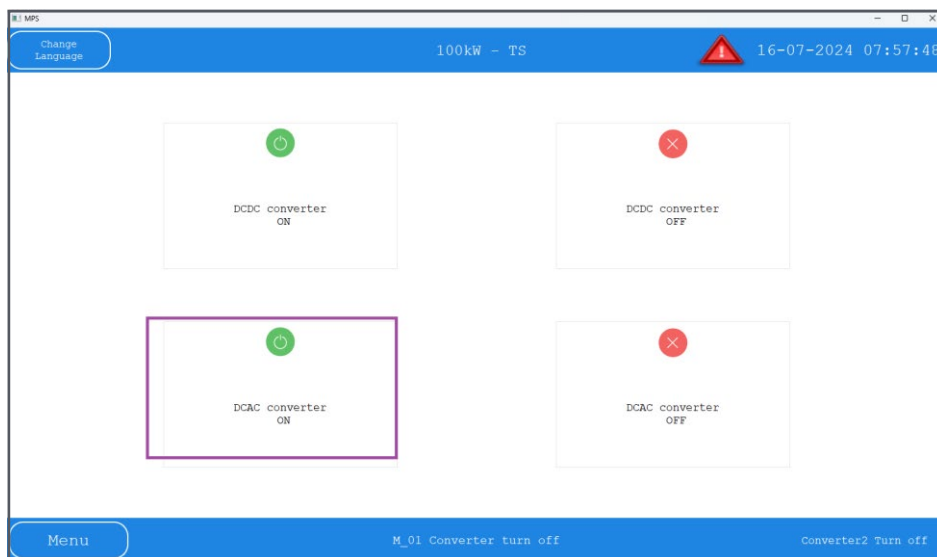 MPS
Change
Language
100kW - TS
16-07-2024 07:57:48
DCDC converter
ON
DCDC converter
OFF
DCAC converter
ON
DCAC converter
OFF
Menu
M_01 Converter turn off
Converter2 Turn off